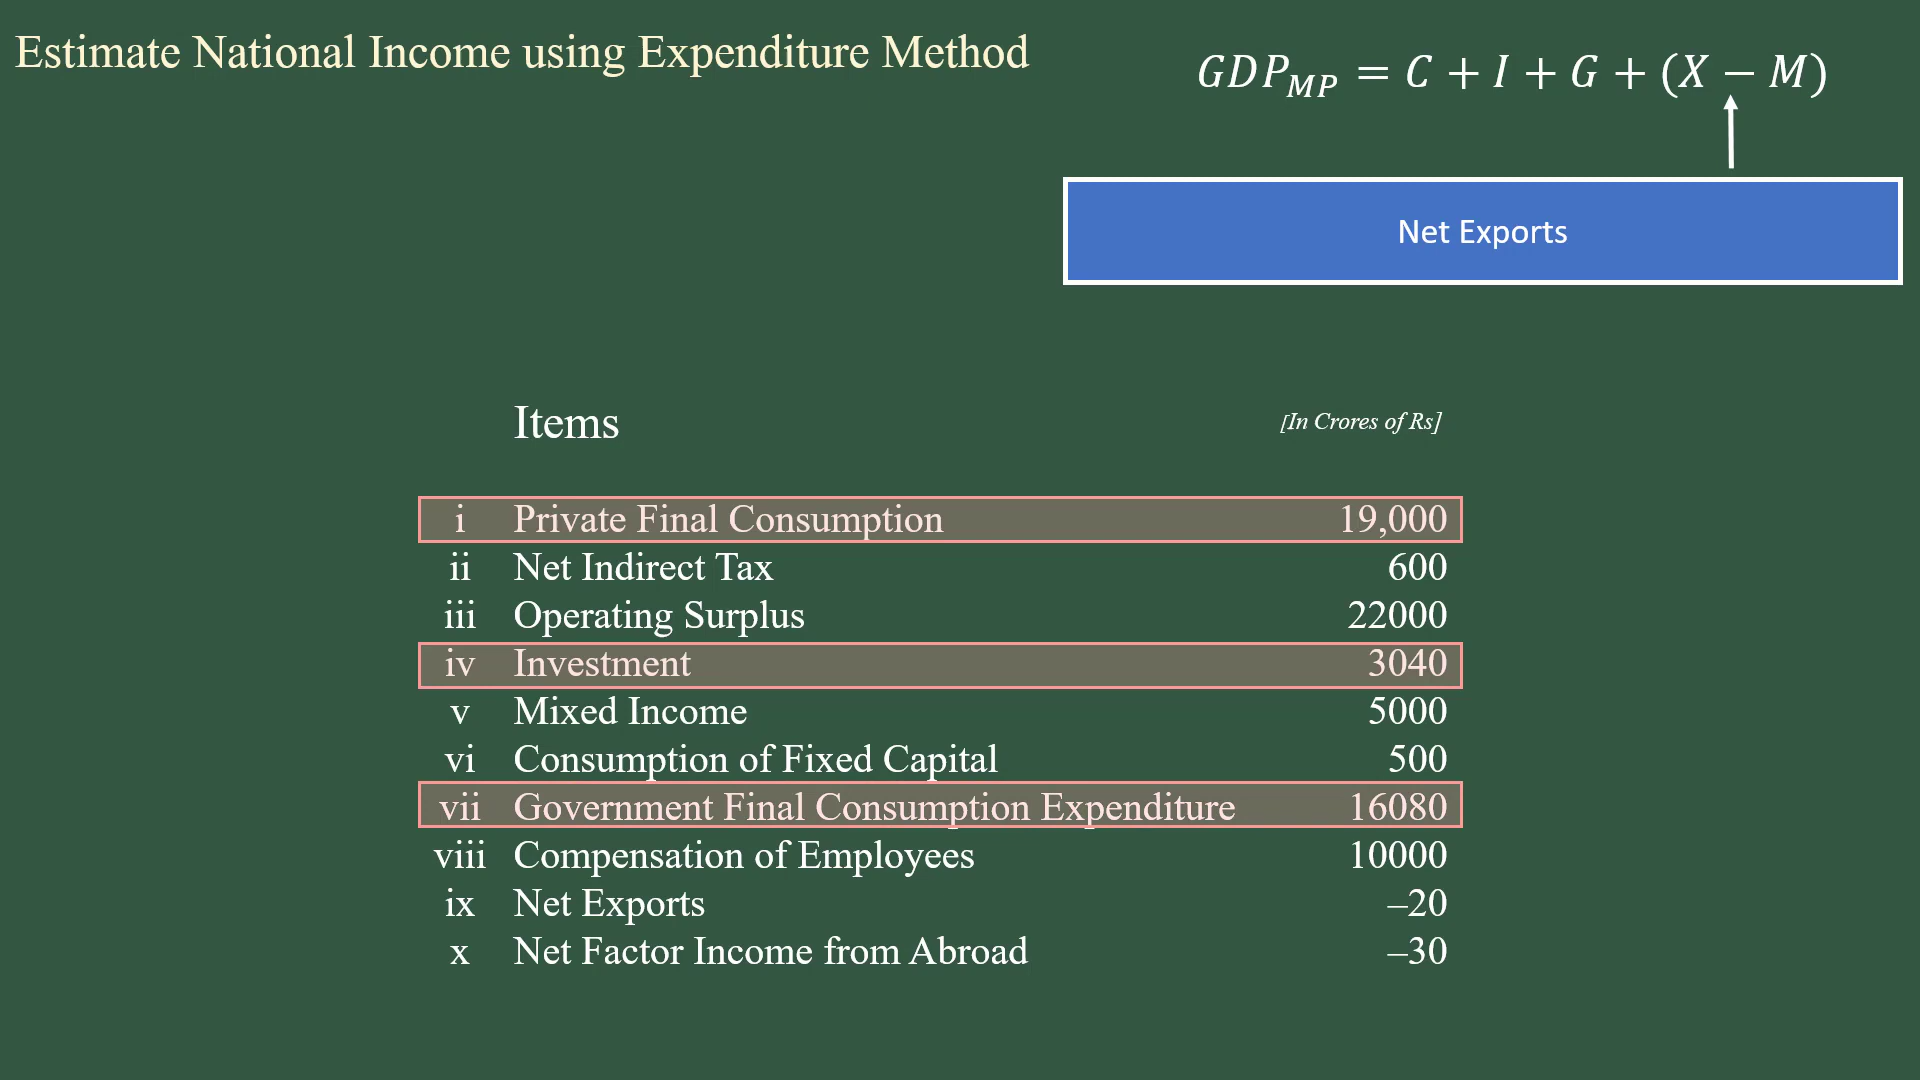 Estimate National Income using Expenditure Method
GDP_MP = C + I + G + (X − M)
Net Exports
Items [In Crores of Rs]
i Private Final Consumption 19,000
ii Net Indirect Tax 600
iii Operating Surplus 22000
iv Investment 3040
v Mixed Income 5000
vi Consumption of Fixed Capital 500
vii Government Final Consumption Expenditure 16080
viii Compensation of Employees 10000
ix Net Exports –20
x Net Factor Income from Abroad –30